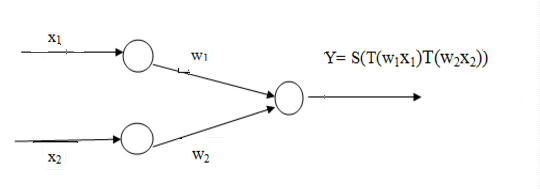 x₁
w₁
Y= S(T(w₁x₁)T(w₂x₂))
x₂
w₂